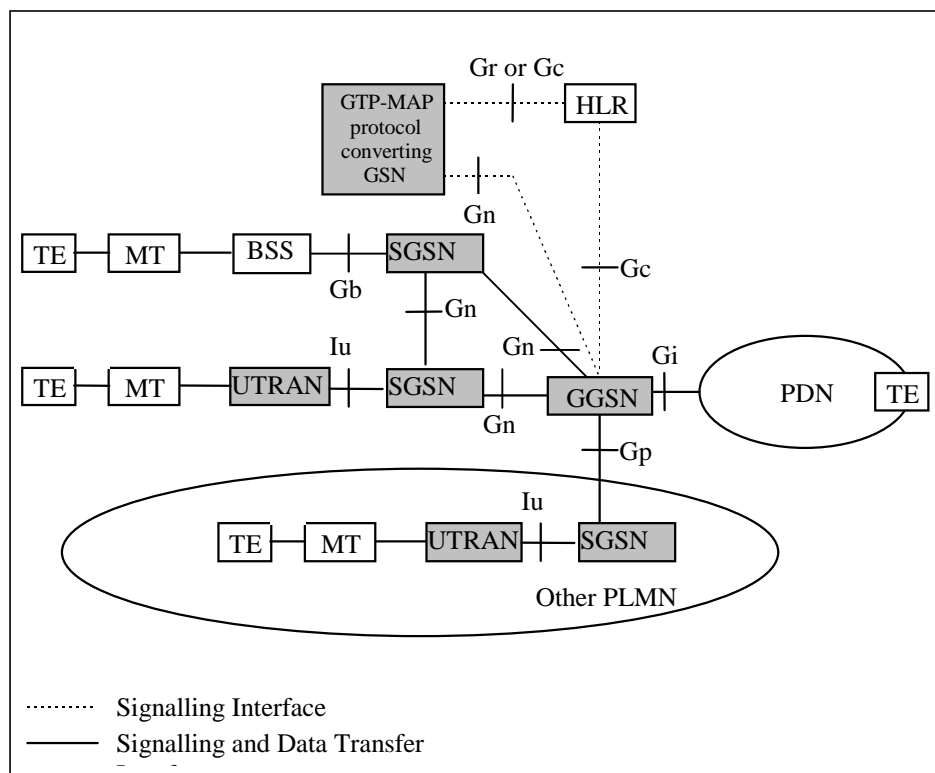 Gr or Gc
GTP-MAP
protocol
converting
GSN
HLR
Gn
TE
MT
BSS
SGSN
Gb
Gn
Gc
Iu
Gn
Gi
TE
MT
UTRAN
SGSN
Gn
GGSN
PDN
TE
Gp
Iu
TE
MT
UTRAN
SGSN
Other PLMN
Signalling Interface
Signalling and Data Transfer